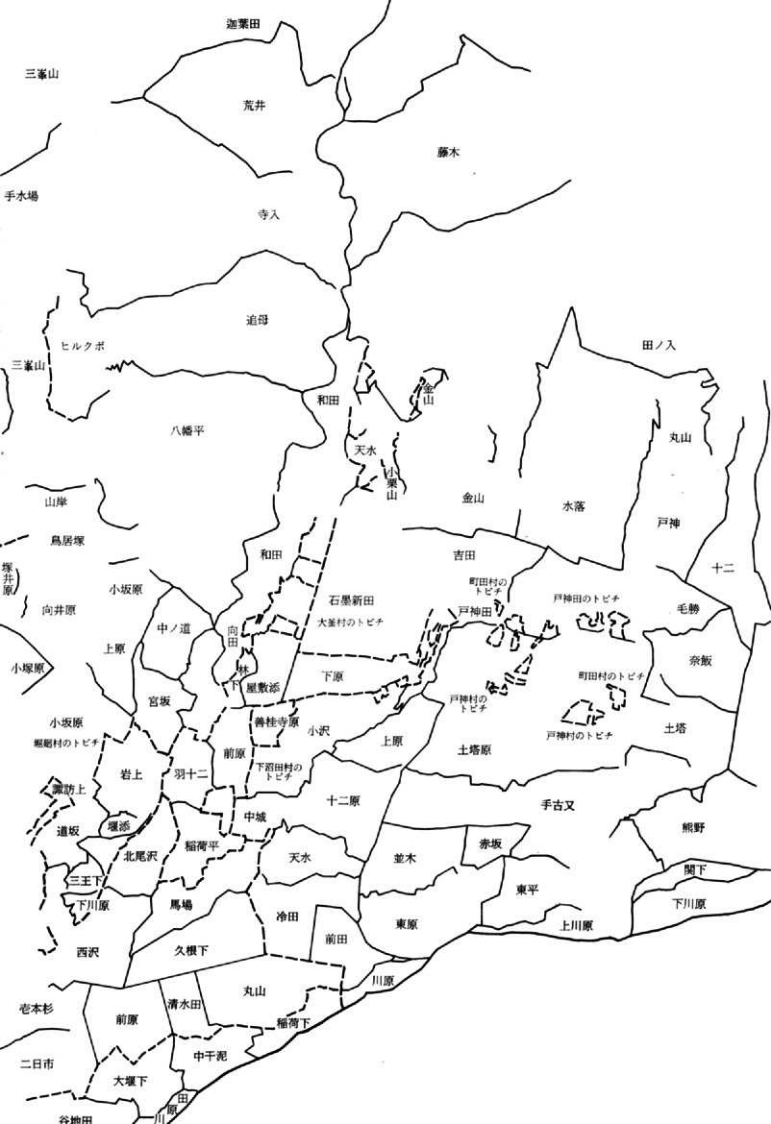 迦葉田
三峯山
荒井
藤木
手水場
寺入
追母
田ノ入
ヒルクボ
三峯山
和田
金山
八幡平
天水
丸山
小栗山
金山
水落
山岸
戸神
鳥居塚
和田
吉田
十二
塚井原
町田村の
トビチ
小坂原
石墨新田
戸神田のトビチ
向井原
戸神田
毛勝
大釜村のトビチ
中ノ道
向田
上原
奈飯
小塚原
林下
下原
町田村のトビチ
屋敷添
宮坂
戸神村の
トビチ
小坂原
善桂寺原
小沢
土塔
戸神村のトビチ
堀廻村のトビチ
前原
上原
土塔原
下沼田村の
トビチ
岩上
羽十二
諏訪上
十二原
手古又
中城
堰添
道坂
熊野
稲荷平
赤坂
北尾沢
天水
並木
関下
三王下
東平
下川原
馬場
下川原
冷田
東原
上川原
前田
西沢
久根下
川原
丸山
清水田
壱本杉
前原
稲荷下
中干泥
二日市
大堰下
川原田
谷地田